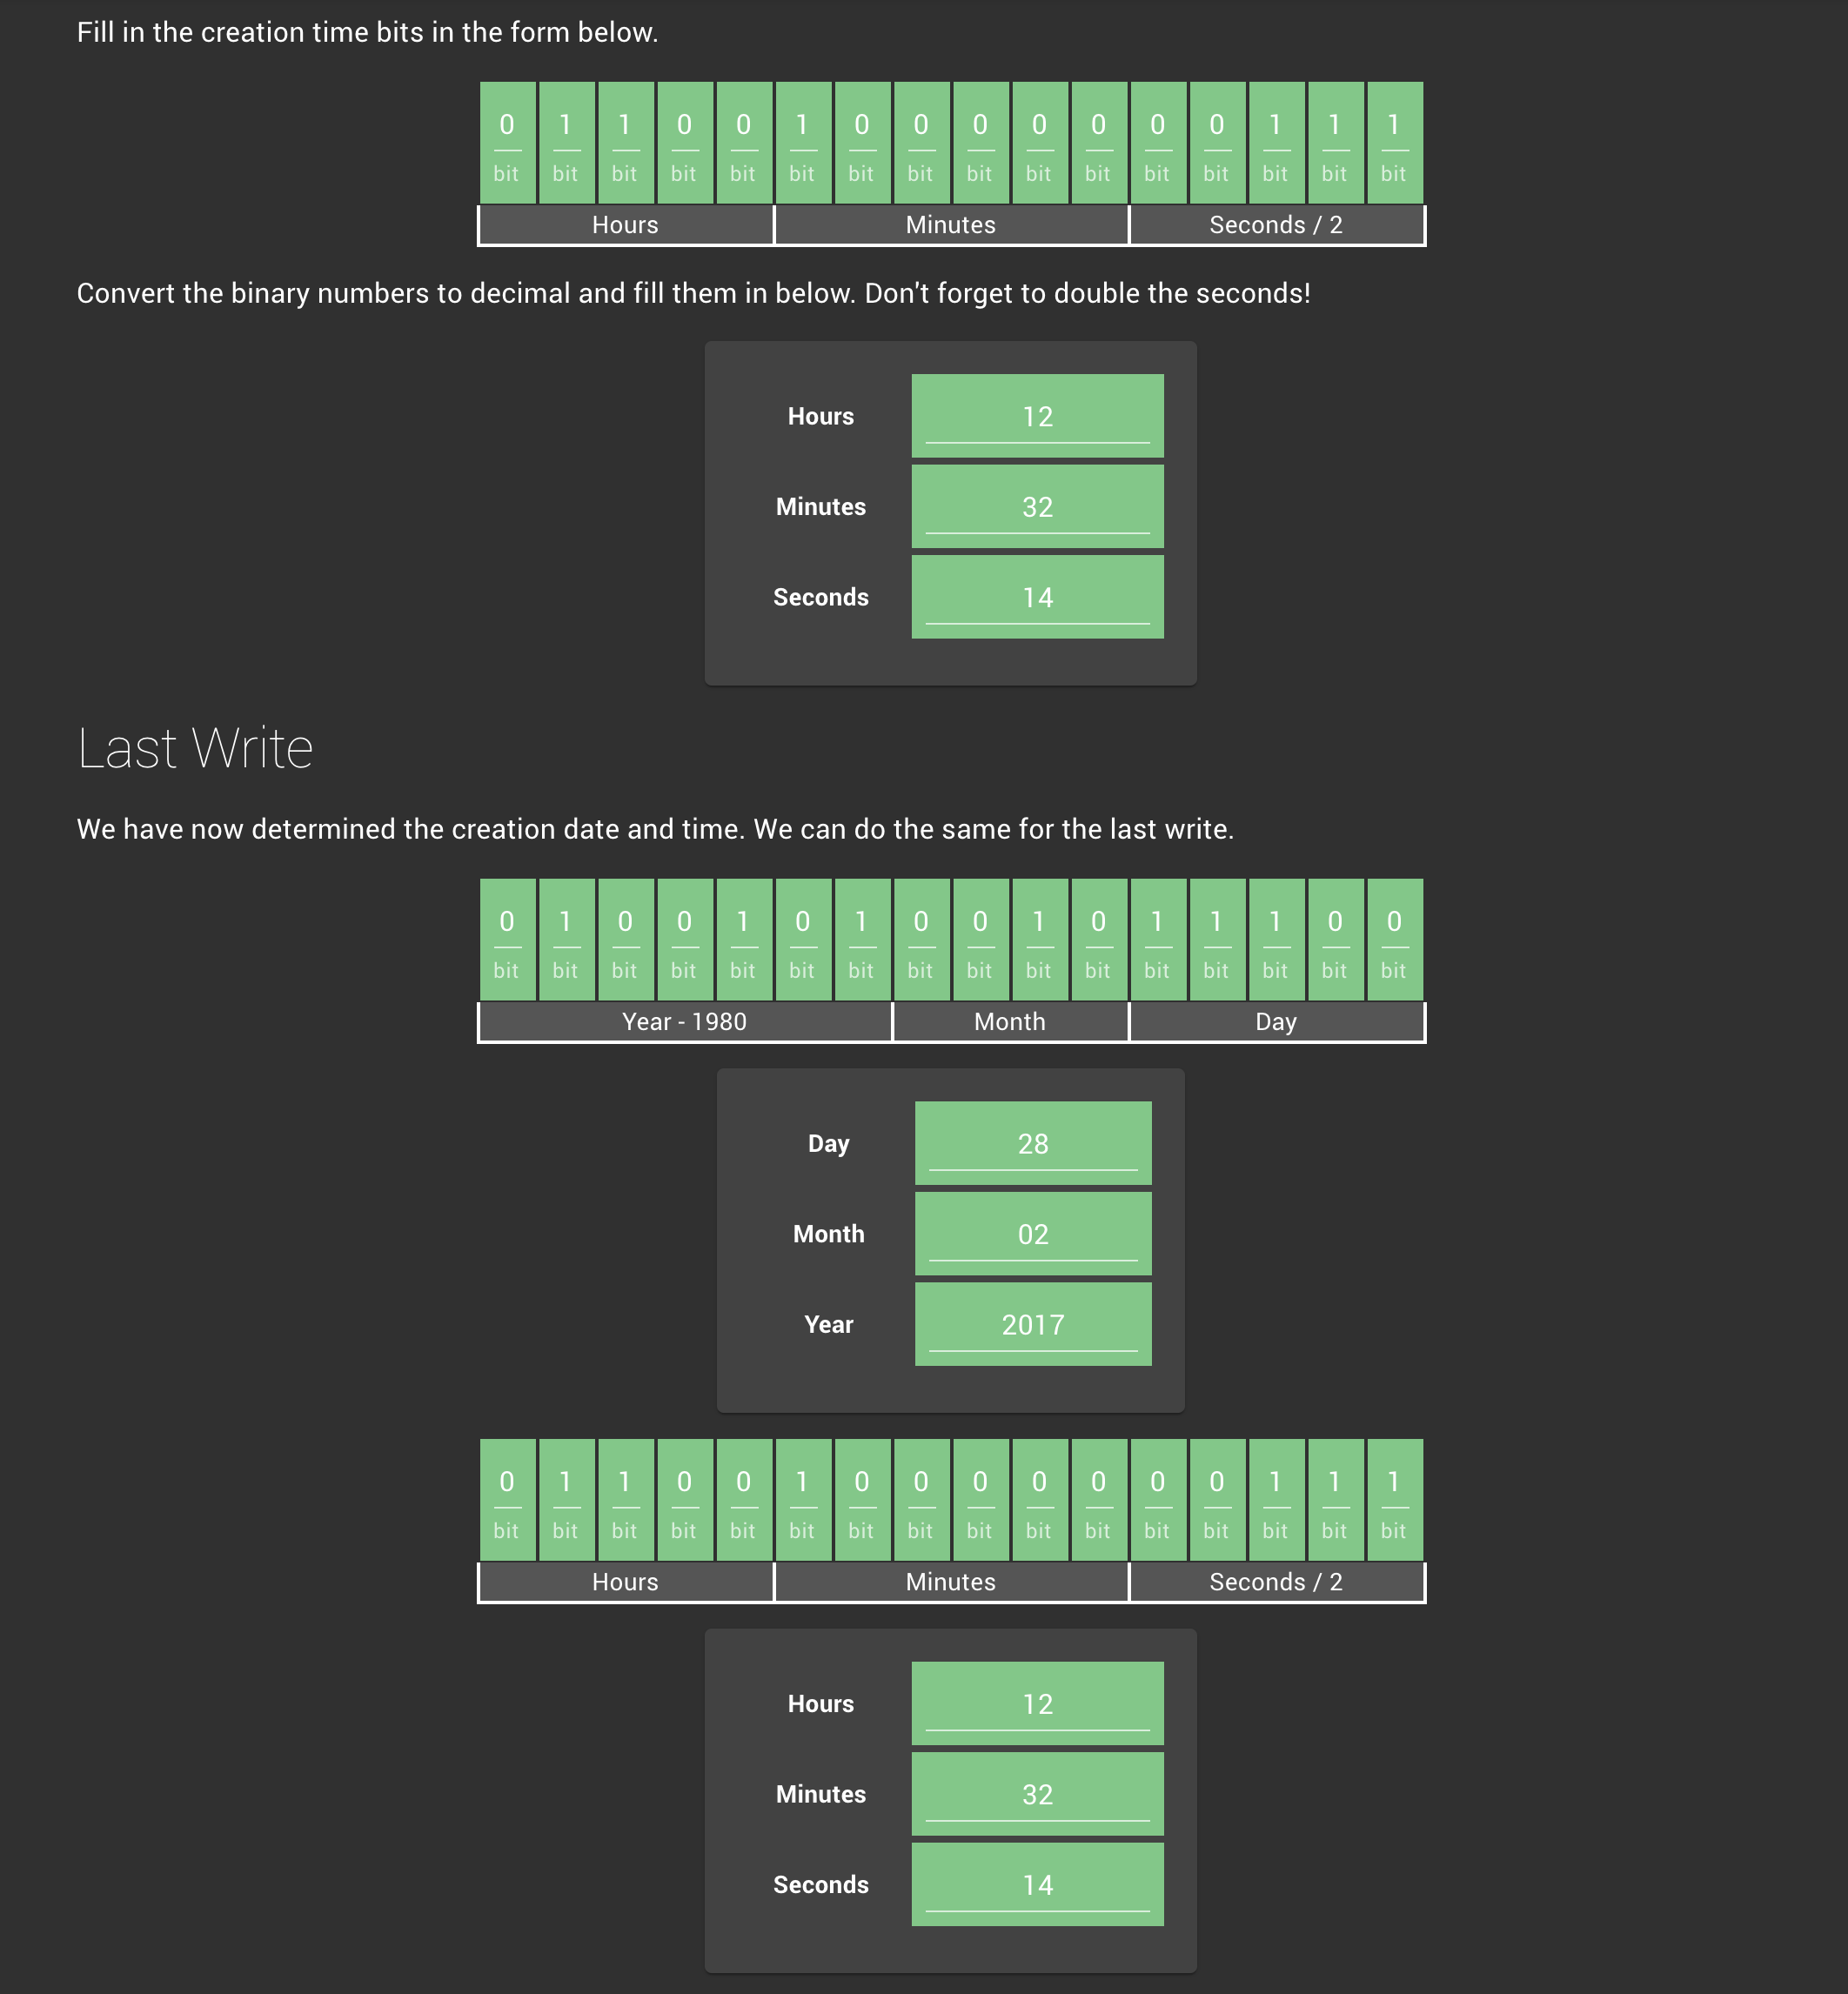 Fill in the creation time bits in the form below.
0 1 1 0 0 1 0 0 0 0 0 0 0 1 1 1
bit bit bit bit bit bit bit bit bit bit bit bit bit bit bit bit
Hours Minutes Seconds / 2
Convert the binary numbers to decimal and fill them in below. Don't forget to double the seconds!
Hours 12
Minutes 32
Seconds 14
Last Write
We have now determined the creation date and time. We can do the same for the last write.
0 1 0 0 1 0 1 0 0 1 0 1 1 1 0 0
bit bit bit bit bit bit bit bit bit bit bit bit bit bit bit bit
Year - 1980 Month Day
Day 28
Month 02
Year 2017
0 1 1 0 0 1 0 0 0 0 0 0 0 1 1 1
bit bit bit bit bit bit bit bit bit bit bit bit bit bit bit bit
Hours Minutes Seconds / 2
Hours 12
Minutes 32
Seconds 14